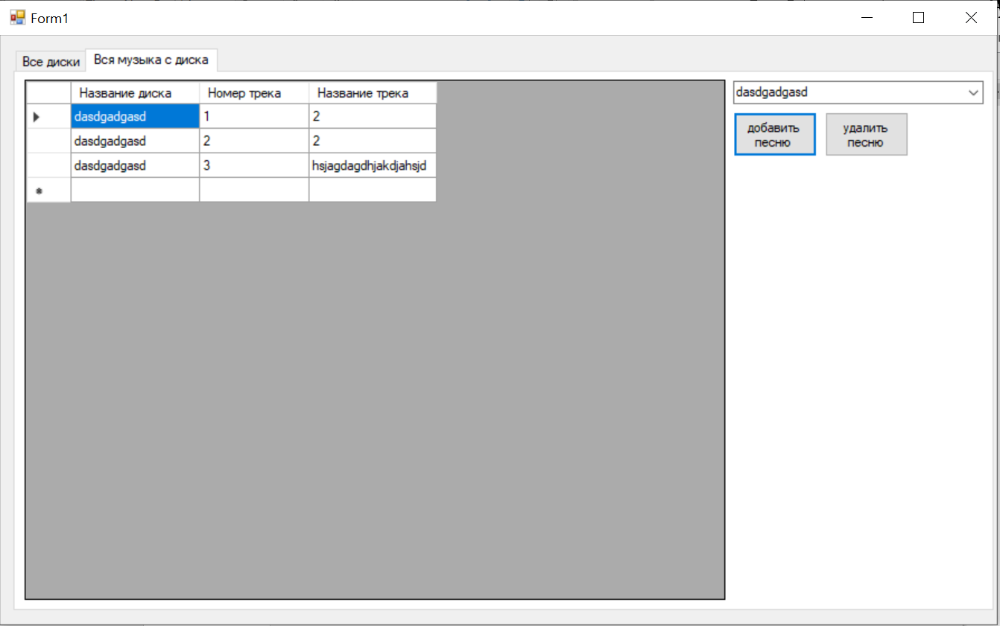 Form1
Все диски Вся музыка с диска
Название диска Номер трека Название трека
dasdgadgasd 1 2
dasdgadgasd 2 2
dasdgadgasd 3 hsjagdagdhjakdjahsjd
dasdgadgasd
добавить
песню
удалить
песню